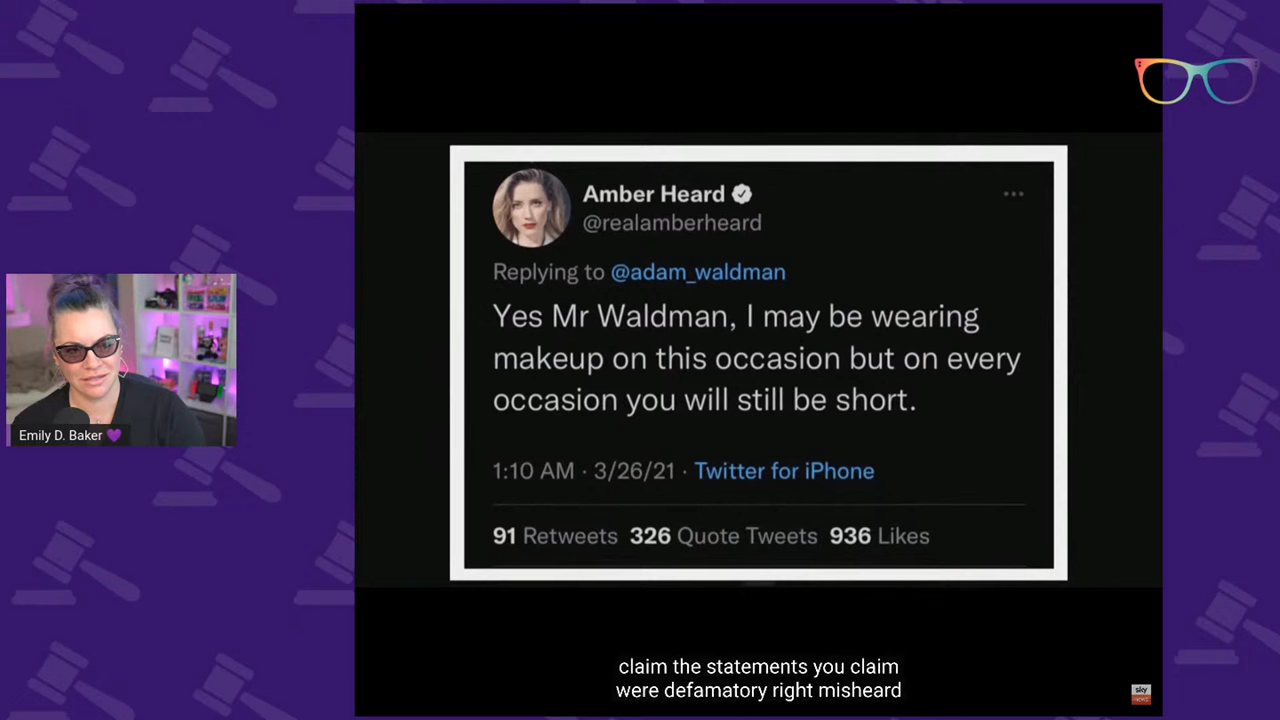 Amber Heard
@realamberheard
Replying to @adam_waldman
Yes Mr Waldman, I may be wearing
makeup on this occasion but on every
occasion you will still be short.
1:10 AM · 3/26/21 · Twitter for iPhone
91 Retweets 326 Quote Tweets 936 Likes
Emily D. Baker 💜
claim the statements you claim
were defamatory right misheard
sky
news